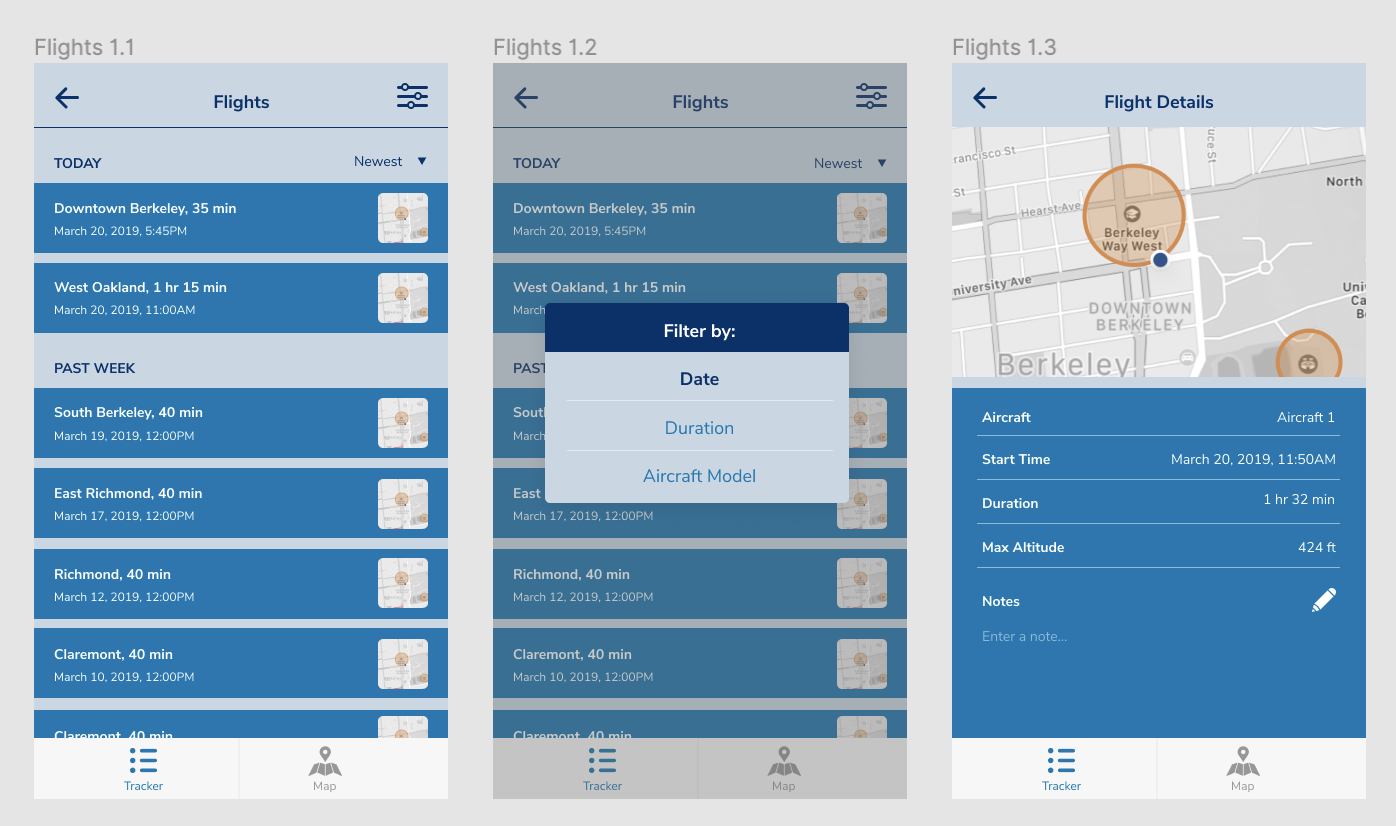 Flights 1.1
Flights
TODAY
Newest
Downtown Berkeley, 35 min
March 20, 2019, 5:45PM
West Oakland, 1 hr 15 min
March 20, 2019, 11:00AM
PAST WEEK
South Berkeley, 40 min
March 19, 2019, 12:00PM
East Richmond, 40 min
March 17, 2019, 12:00PM
Richmond, 40 min
March 12, 2019, 12:00PM
Claremont, 40 min
March 10, 2019, 12:00PM
Claremont, 40 min
Tracker
Map
Flights 1.2
Flights
TODAY
Newest
Downtown Berkeley, 35 min
March 20, 2019, 5:45PM
West Oakland, 1 hr 15 min
March
Filter by:
Date
Duration
Aircraft Model
PAST
South
March
East
March 17, 2019, 12:00PM
Richmond, 40 min
March 12, 2019, 12:00PM
Claremont, 40 min
March 10, 2019, 12:00PM
Claremont, 40 min
Tracker
Map
Flights 1.3
Flight Details
rancisco St
uce St
St
North
Hearst Ave
Berkeley
Way West
niversity Ave
Uni
Ca
Be
DOWNTOWN
BERKELEY
Berkeley
Aircraft
Aircraft 1
Start Time
March 20, 2019, 11:50AM
Duration
1 hr 32 min
Max Altitude
424 ft
Notes
Enter a note...
Tracker
Map